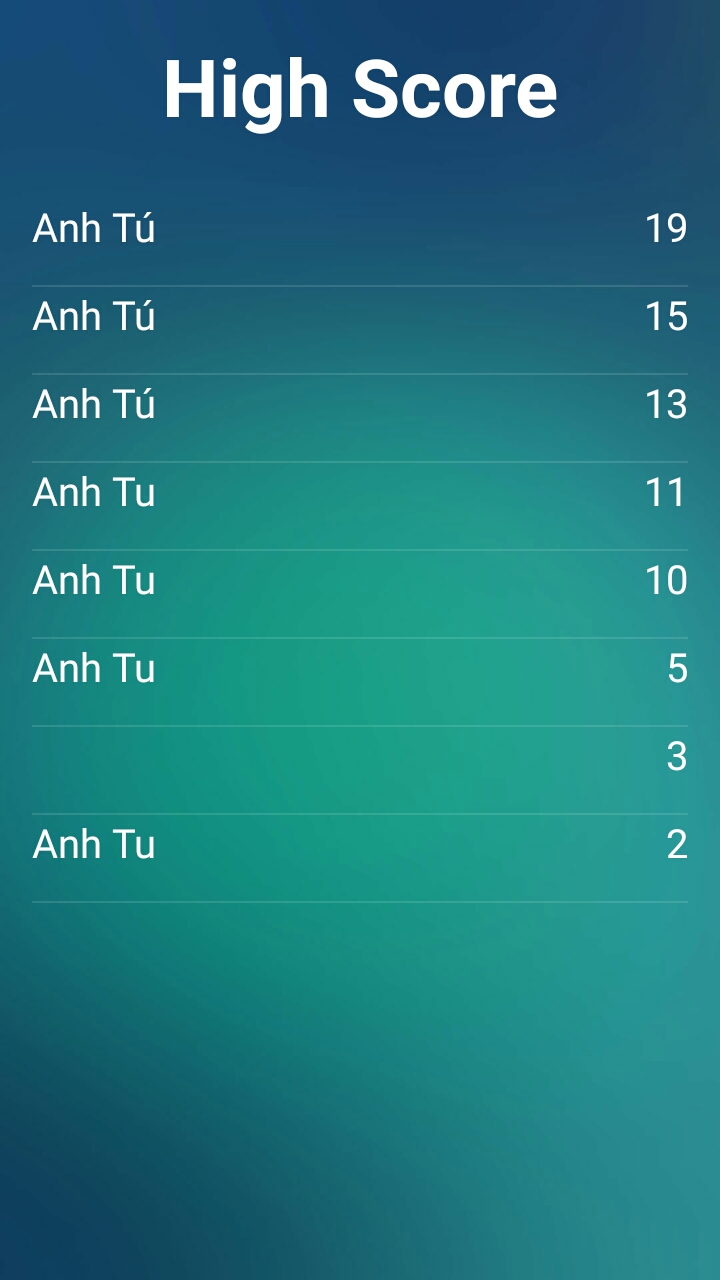 High Score
Anh Tú 19
Anh Tú 15
Anh Tú 13
Anh Tu 11
Anh Tu 10
Anh Tu 5
3
Anh Tu 2